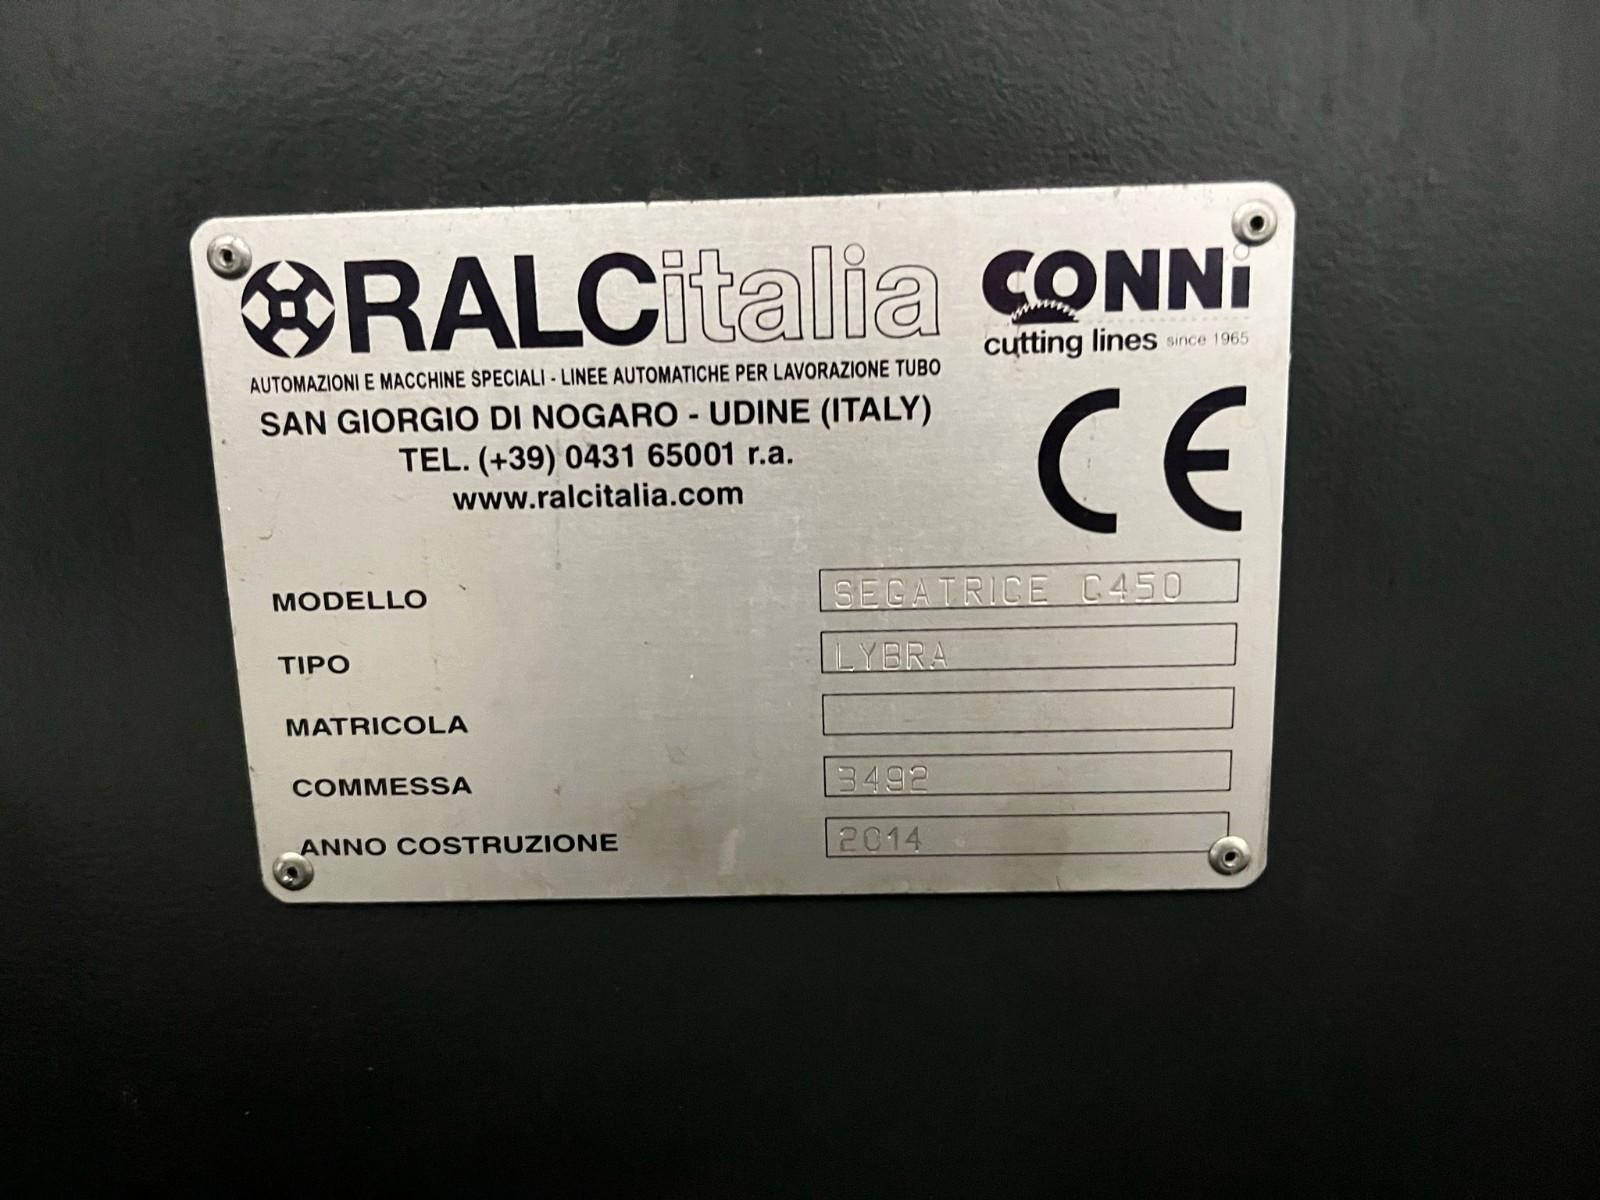 RALCitalia
AUTOMAZIONI E MACCHINE SPECIALI - LINEE AUTOMATICHE PER LAVORAZIONE TUBO
SAN GIORGIO DI NOGARO - UDINE (ITALY)
TEL. (+39) 0431 65001 r.a.
www.ralcitalia.com
CONNi
cutting lines since 1965
CE
MODELLO SEGATRICE C450
TIPO LYBRA
MATRICOLA
COMMESSA 3492
ANNO COSTRUZIONE 2014